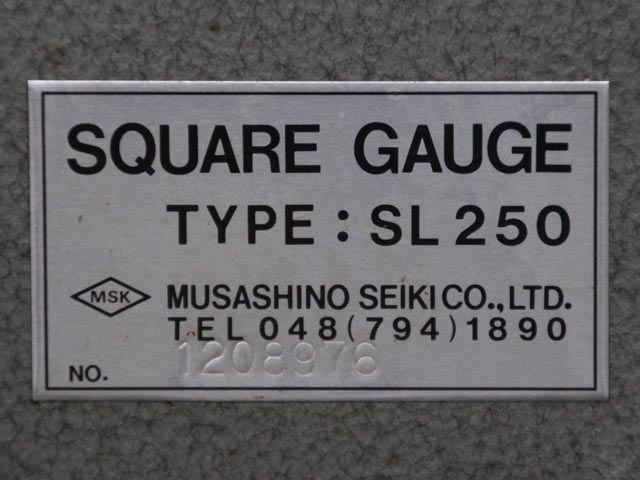 SQUARE GAUGE
TYPE : SL 250
MSK MUSASHINO SEIKI CO.,LTD.
TEL 048(794)1890
NO. 1208976